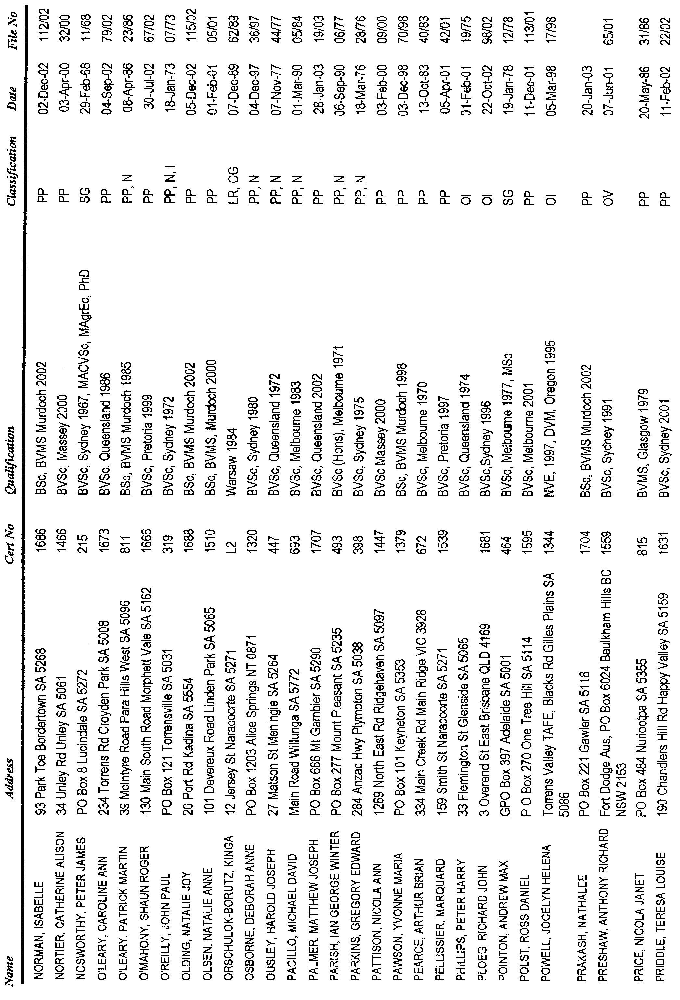 Name Address Cert No Qualification Classification Date File No
NORMAN, ISABELLE 93 Park Tce Bordertown SA 5268 1686 BSc, BVMS Murdoch 2002 PP 02-Dec-02 112/02
NORTIER, CATHERINE ALISON 34 Unley Rd Unley SA 5061 1466 BVSc, Massey 2000 PP 03-Apr-00 32/00
NOSWORTHY, PETER JAMES PO Box 8 Lucindale SA 5272 215 BVSc, Sydney 1967, MACVSc, MAgrEc, PhD SG 29-Feb-68 11/68
O'LEARY, CAROLINE ANN 234 Torrens Rd Croyden Park SA 5008 1673 BVSc, Queensland 1986 PP 04-Sep-02 79/02
O'LEARY, PATRICK MARTIN 39 McIntyre Road Para Hills West SA 5096 811 BSc, BVMS Murdoch 1985 PP, N 08-Apr-86 23/86
O'MAHONY, SHAUN ROGER 130 Main South Road Morphett Vale SA 5162 1666 BVSc, Pretoria 1999 PP 30-Jul-02 67/02
O'REILLY, JOHN PAUL PO Box 121 Torrensville SA 5031 319 BVSc, Sydney 1972 PP, N, I 18-Jan-73 07/73
OLDING, NATALIE JOY 20 Port Rd Kadina SA 5554 1688 BSc, BVMS Murdoch 2002 PP 05-Dec-02 115/02
OLSEN, NATALIE ANNE 101 Devereux Road Linden Park SA 5065 1510 BSc, BVMS, Murdoch 2000 PP 01-Feb-01 05/01
ORSCHULOK-BORUTZ, KINGA 12 Jersey St Naracoorte SA 5271 L2 Warsaw 1984 LR, CG 07-Dec-89 62/89
OSBORNE, DEBORAH ANNE PO Box 1203 Alice Springs NT 0871 1320 BVSc, Sydney 1980 PP, N 04-Dec-97 36/97
OUSLEY, HAROLD JOSEPH 27 Matson St Meningie SA 5264 447 BVSc, Queensland 1972 PP, N 07-Nov-77 44/77
PACILLO, MICHAEL DAVID Main Road Willunga SA 5772 693 BVSc, Melbourne 1983 PP, N 01-Mar-90 05/84
PALMER, MATTHEW JOSEPH PO Box 666 Mt Gambier SA 5290 1707 BVSc, Queensland 2002 PP 28-Jan-03 19/03
PARISH, IAN GEORGE WINTER PO Box 277 Mount Pleasant SA 5235 493 BVSc (Hons), Melbourne 1971 PP, N 06-Sep-90 06/77
PARKINS, GREGORY EDWARD 284 Anzac Hwy Plympton SA 5038 398 BVSc, Sydney 1975 PP, N 18-Mar-76 28/76
PATTISON, NICOLA ANN 1269 North East Rd Ridgehaven SA 5097 1447 BVSc Massey 2000 PP 03-Feb-00 09/00
PAWSON, YVONNE MARIA PO Box 101 Keyneton SA 5353 1379 BSc, BVMS Murdoch 1998 PP 03-Dec-98 70/98
PEARCE, ARTHUR BRIAN 334 Main Creek Rd Main Ridge VIC 3928 672 BVSc, Melbourne 1970 PP 13-Oct-83 40/83
PELLISSIER, MARQUARD 159 Smith St Naracoorte SA 5271 1539 BVSc, Pretoria 1997 PP 05-Apr-01 42/01
PHILLIPS, PETER HARRY 33 Flemington St Glenside SA 5065 BVSc, Queensland 1974 OI 01-Feb-01 19/75
PLOEG, RICHARD JOHN 3 Overend St East Brisbane QLD 4169 1681 BVSc,Sydney 1996 OI 22-Oct-02 98/02
POINTON, ANDREW MAX GPO Box 397 Adelaide SA 5001 464 BVSc, Melbourne 1977, MSc SG 19-Jan-78 12/78
POLST, ROSS DANIEL P O Box 270 One Tree Hill SA 5114 1595 BVSc, Melbourne 2001 PP 11-Dec-01 113/01
POWELL, JOCELYN HELENA Torrens Valley TAFE, Blacks Rd Gilles Plains SA 1344 NVE, 1997, DVM, Oregon 1995 OI 05-Mar-98 17/98
5086
PRAKASH, NATHALEE PO Box 221 Gawler SA 5118 1704 BSc, BVMS Murdoch 2002 PP 20-Jan-03
PRESHAW, ANTHONY RICHARD Fort Dodge Aus, PO Box 6024 Baulkham Hills BC 1559 BVSc, Sydney 1991 OV 07-Jun-01 65/01
NSW 2153
PRICE, NICOLA JANET PO Box 484 Nuriootpa SA 5355 815 BVMS, Glasgow 1979 PP 20-May-86 31/86
PRIDDLE, TERESA LOUISE 190 Chandlers Hill Rd Happy Valley SA 5159 1631 BVSc, Sydney 2001 PP 11-Feb-02 22/02